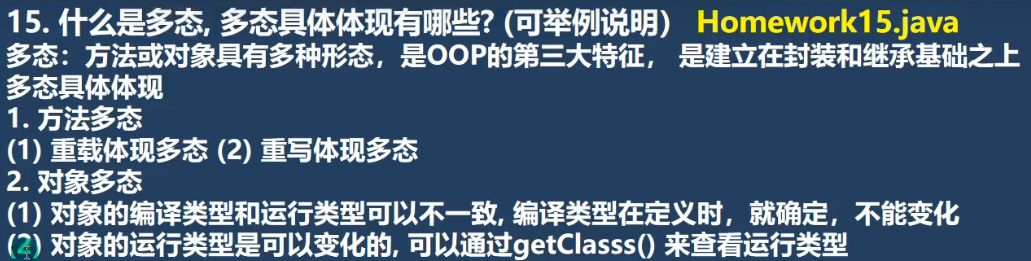 15. 什么是多态, 多态具体体现有哪些? (可举例说明)   Homework15.java
多态：方法或对象具有多种形态，是OOP的第三大特征， 是建立在封装和继承基础之上
多态具体体现
1. 方法多态
(1) 重载体现多态 (2) 重写体现多态
2. 对象多态
(1) 对象的编译类型和运行类型可以不一致, 编译类型在定义时，就确定，不能变化
(2) 对象的运行类型是可以变化的, 可以通过getClasss() 来查看运行类型